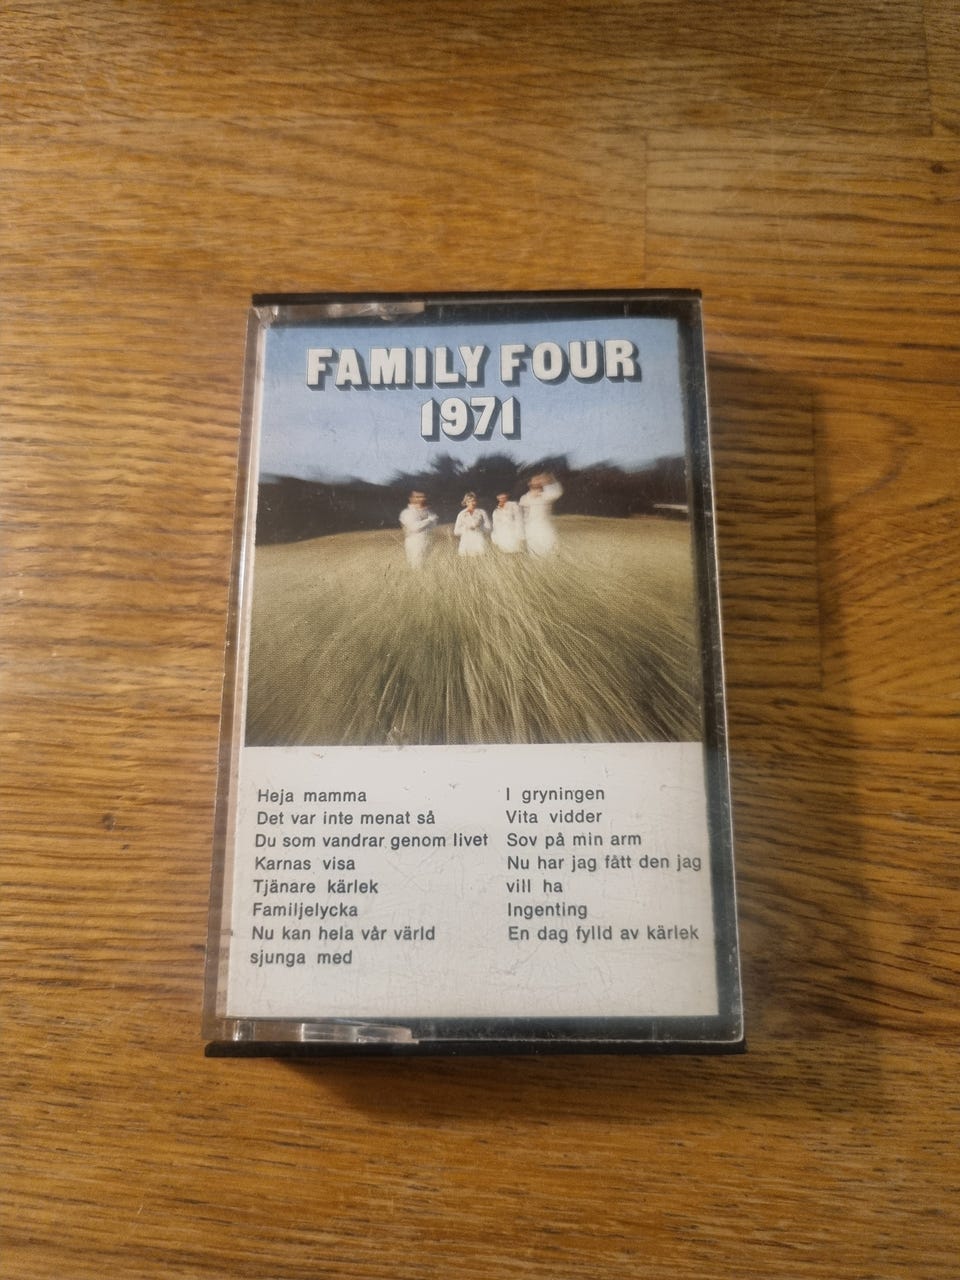 FAMILY FOUR
1971
Heja mamma
Det var inte menat så
Du som vandrar genom livet
Karnas visa
Tjänare kärlek
Familjelycka
Nu kan hela vår värld
sjunga med
I gryningen
Vita vidder
Sov på min arm
Nu har jag fått den jag
vill ha
Ingenting
En dag fylld av kärlek